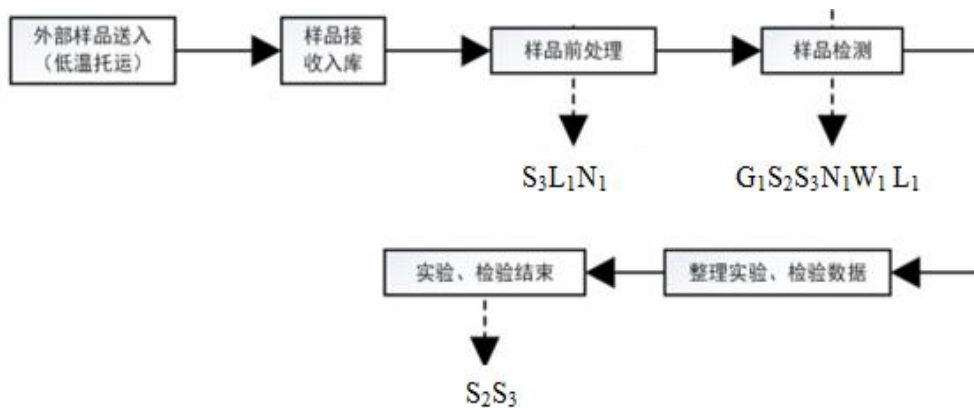 外部样品送入
（低温托运）
样品接
收入库
样品前处理
样品检测
S₃L₁N₁
G₁S₂S₃N₁W₁ L₁
实验、检验结束
整理实验、检验数据
S₂S₃